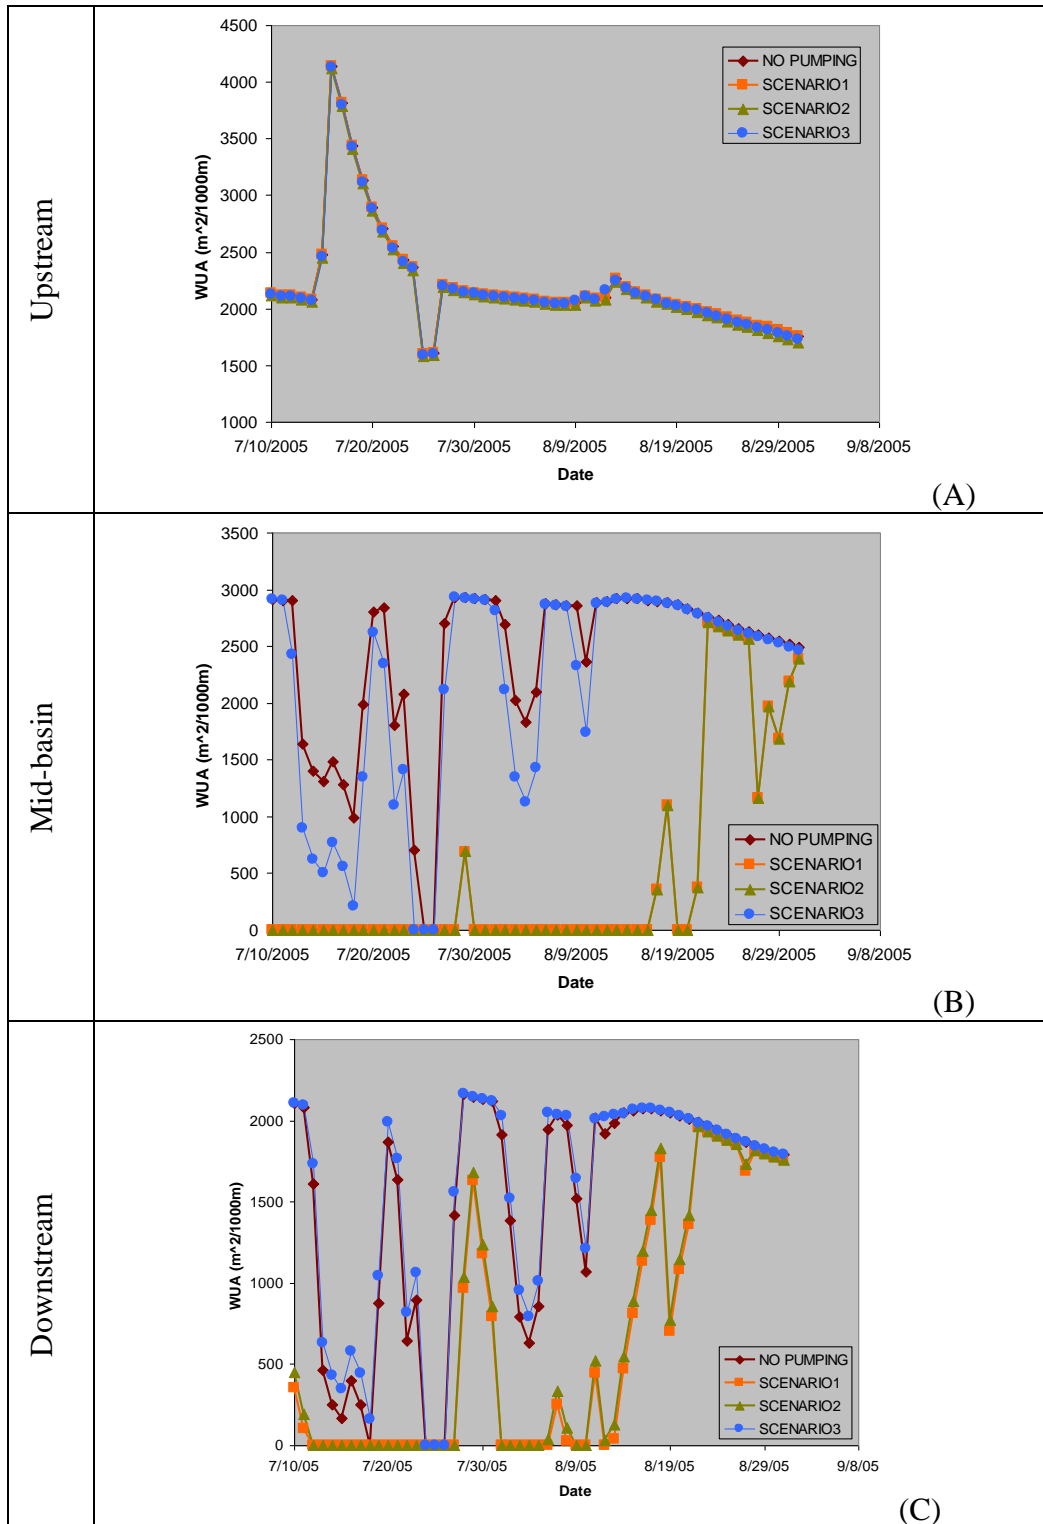 Upstream
4500
4000
3500
3000
2500
2000
1500
1000
WUA (m^2/1000m)
7/10/2005 7/20/2005 7/30/2005 8/9/2005 8/19/2005 8/29/2005 9/8/2005
Date
NO PUMPING
SCENARIO1
SCENARIO2
SCENARIO3
(A)
Mid-basin
3500
3000
2500
2000
1500
1000
500
0
WUA (m^2/1000m)
7/10/2005 7/20/2005 7/30/2005 8/9/2005 8/19/2005 8/29/2005 9/8/2005
Date
NO PUMPING
SCENARIO1
SCENARIO2
SCENARIO3
(B)
Downstream
2500
2000
1500
1000
500
0
WUA (m^2/1000m)
7/10/05 7/20/05 7/30/05 8/9/05 8/19/05 8/29/05 9/8/05
Date
NO PUMPING
SCENARIO1
SCENARIO2
SCENARIO3
(C)